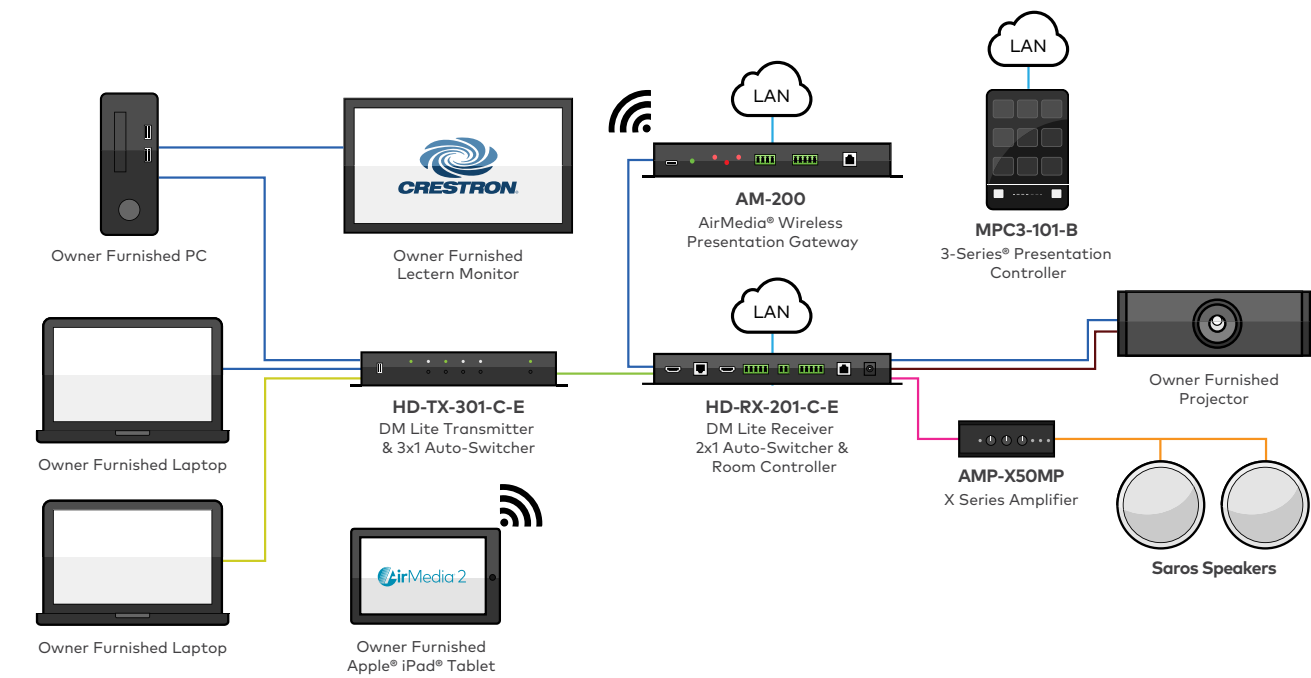 LAN
LAN
CRESTRON
Owner Furnished PC
Owner Furnished
Lectern Monitor
AM-200
AirMedia® Wireless
Presentation Gateway
MPC3-101-B
3-Series® Presentation
Controller
LAN
HD-TX-301-C-E
DM Lite Transmitter
& 3x1 Auto-Switcher
HD-RX-201-C-E
DM Lite Receiver
2x1 Auto-Switcher &
Room Controller
Owner Furnished
Projector
Owner Furnished Laptop
AMP-X50MP
X Series Amplifier
Saros Speakers
AirMedia 2
Owner Furnished Laptop
Owner Furnished
Apple® iPad® Tablet